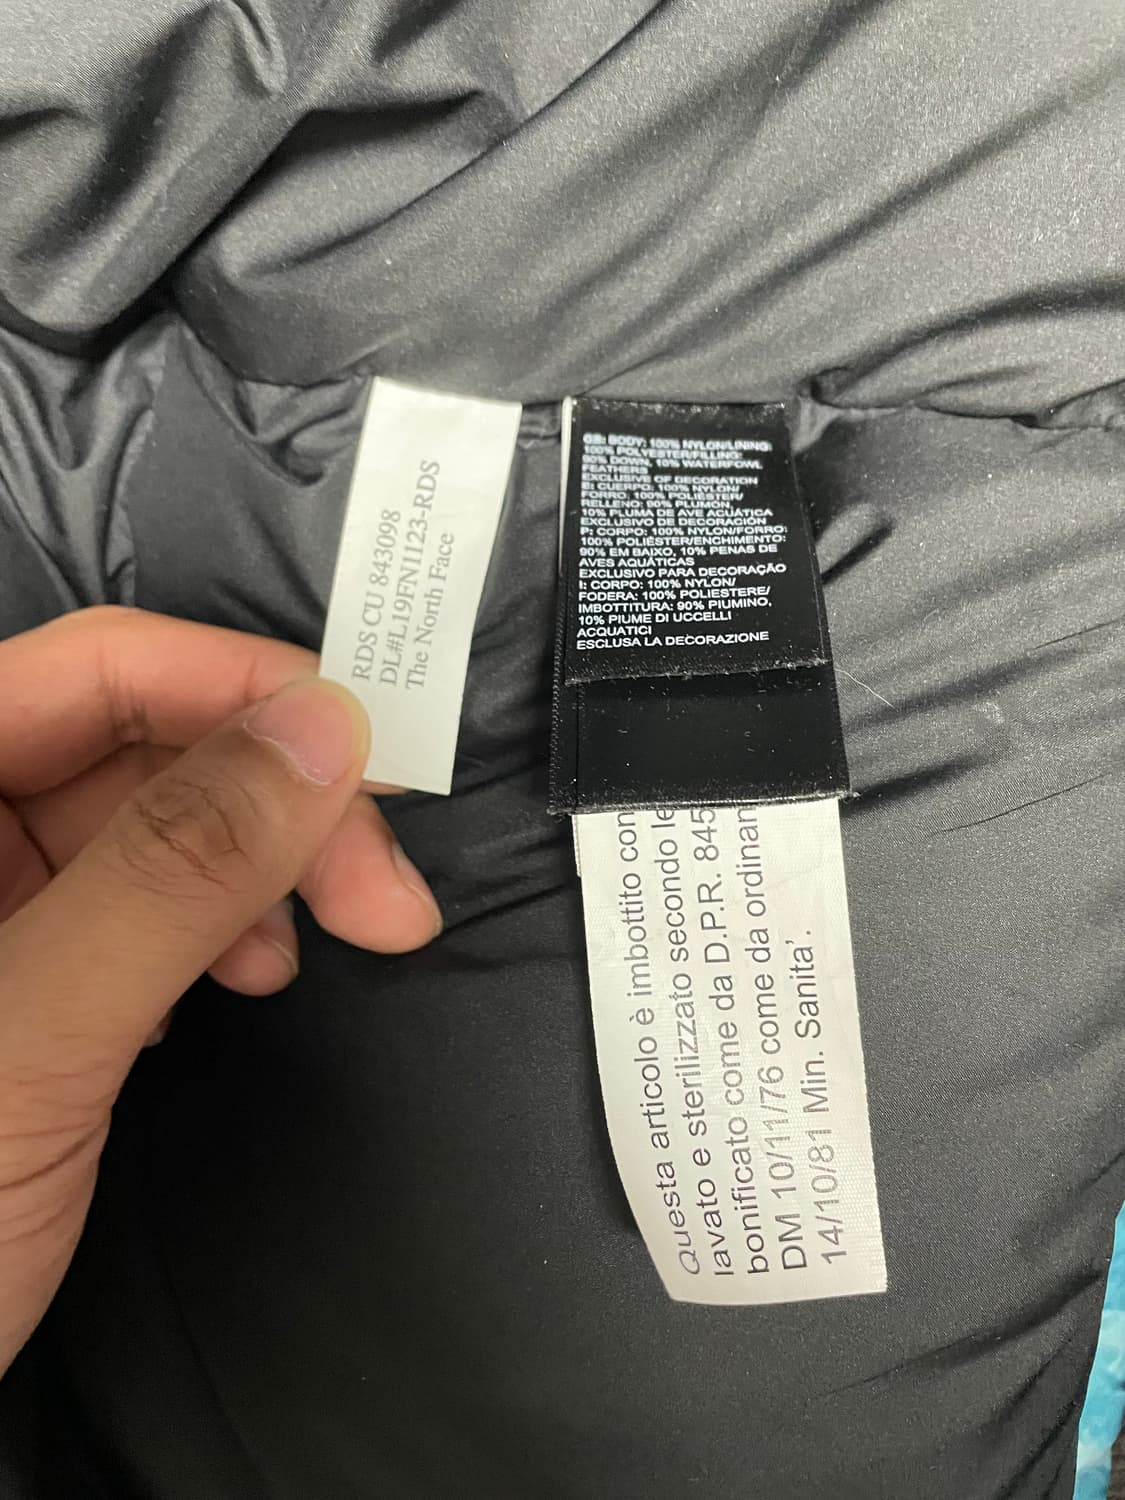 RDS CU 843098
DL#L19FN1123-RDS
The North Face
GB: BODY: 100% NYLON/LINING:
100% POLYESTER/FILLING:
90% DOWN, 10% WATERFOWL
FEATHERS
EXCLUSIVE OF DECORATION
E: CUERPO: 100% NYLON/
FORRO: 100% POLIÉSTER/
RELLENO: 90% PLUMÓN,
10% PLUMA DE AVE ACUÁTICA
EXCLUSIVO DE DECORACIÓN
P: CORPO: 100% NYLON/FORRO:
100% POLIÉSTER/ENCHIMENTO:
90% EM BAIXO, 10% PENAS DE
AVES AQUÁTICAS
EXCLUSIVO PARA DECORAÇÃO
I: CORPO: 100% NYLON/
FODERA: 100% POLIESTERE/
IMBOTTITURA: 90% PIUMINO,
10% PIUME DI UCCELLI
ACQUATICI
ESCLUSA LA DECORAZIONE
Questa articolo è imbottito con
lavato e sterilizzato secondo le
bonificato come da D.P.R. 845
DM 10/11/76 come da ordinan
14/10/81 Min. Sanita'.